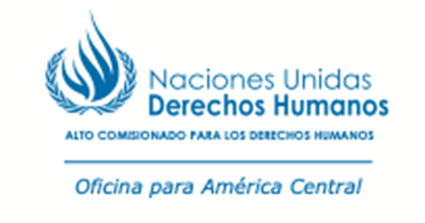 Naciones Unidas
Derechos Humanos
ALTO COMISIONADO PARA LOS DERECHOS HUMANOS
Oficina para América Central